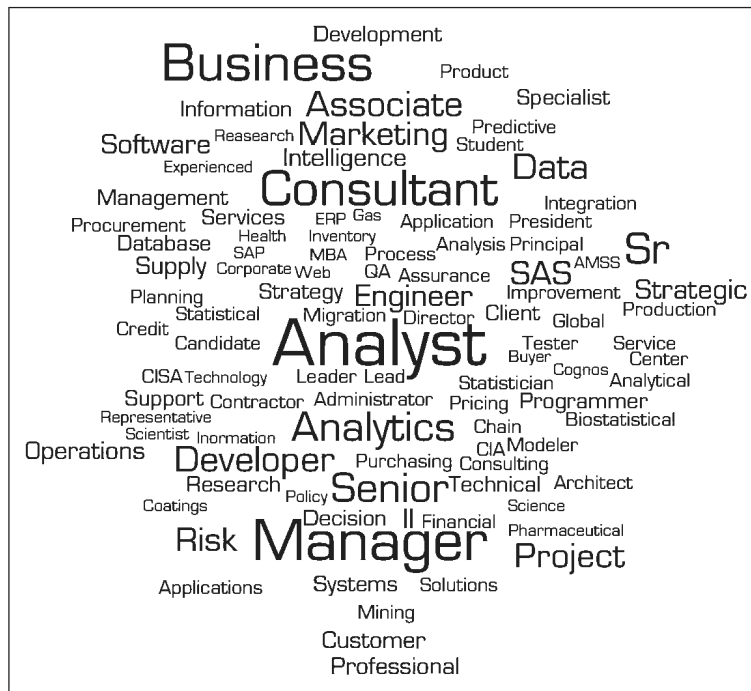 Development
Business
Product
Information Associate Specialist
Software Reasearch Marketing Predictive
Student
Experienced Intelligence Data
Management Consultant Integration
Procurement Services ERP Gas Application President
Database Health Inventory Analysis Principal Sr
Supply SAP MBA Process
Corporate Web QA Assurance SAS AMSS
Planning Strategy Engineer Improvement Strategic
Statistical Migration Director Client Global Production
Credit Candidate Analyst Tester Service
Buyer Center
CISA Technology Leader Lead Cognos
Statistician Analytical
Support Contractor Administrator Pricing Programmer
Representative Biostatistical
Scientist Inormation Analytics Chain
Operations CIA Modeler
Developer Purchasing Consulting
Research Policy Senior Technical Architect
Coatings Science
Decision II Financial
Risk Manager Pharmaceutical
Project
Applications Systems Solutions
Mining
Customer
Professional